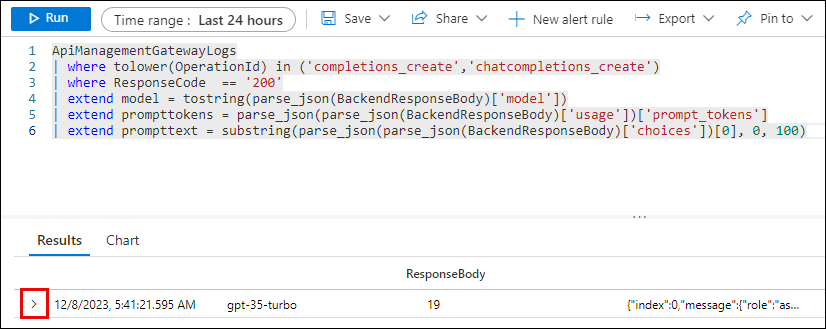 Run Time range : Last 24 hours Save Share New alert rule Export Pin to
1 ApiManagementGatewayLogs
2 | where tolower(OperationId) in ('completions_create','chatcompletions_create')
3 | where ResponseCode  == '200'
4 | extend model = tostring(parse_json(BackendResponseBody)['model'])
5 | extend prompttokens = parse_json(parse_json(BackendResponseBody)['usage'])['prompt_tokens']
6 | extend prompttext = substring(parse_json(parse_json(BackendResponseBody)['choices'])[0], 0, 100)
Results Chart
ResponseBody
12/8/2023, 5:41:21.595 AM gpt-35-turbo 19 {"index":0,"message":{"role":"as...